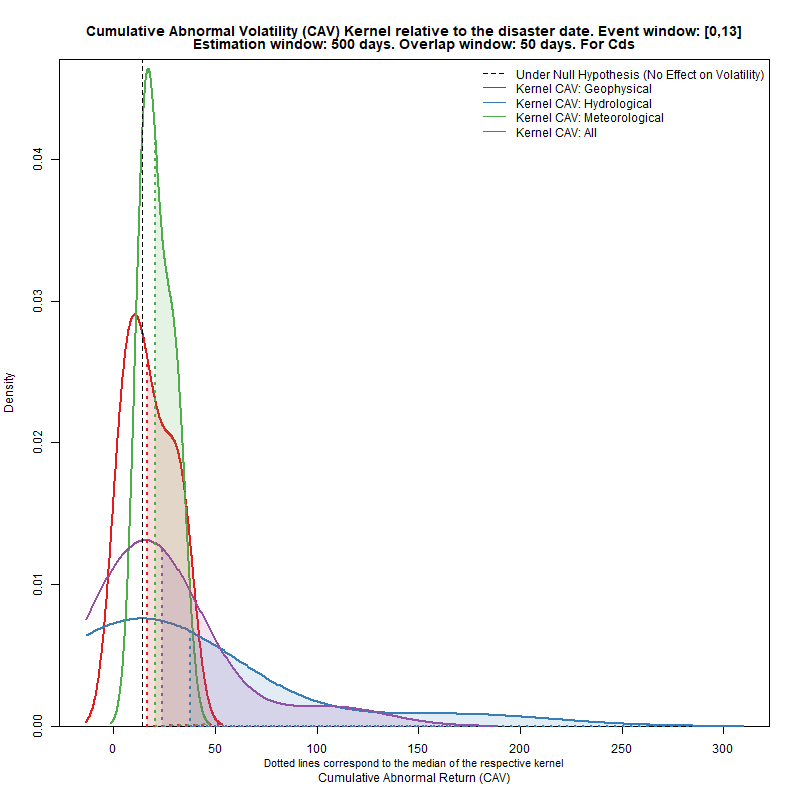 Cumulative Abnormal Volatility (CAV) Kernel relative to the disaster date. Event window: [0,13]
Estimation window: 500 days. Overlap window: 50 days. For Cds
Under Null Hypothesis (No Effect on Volatility)
Kernel CAV: Geophysical
Kernel CAV: Hydrological
Kernel CAV: Meteorological
Kernel CAV: All
0.04
0.03
0.02
0.01
0.00
Density
0 50 100 150 200 250 300
Dotted lines correspond to the median of the respective kernel
Cumulative Abnormal Return (CAV)